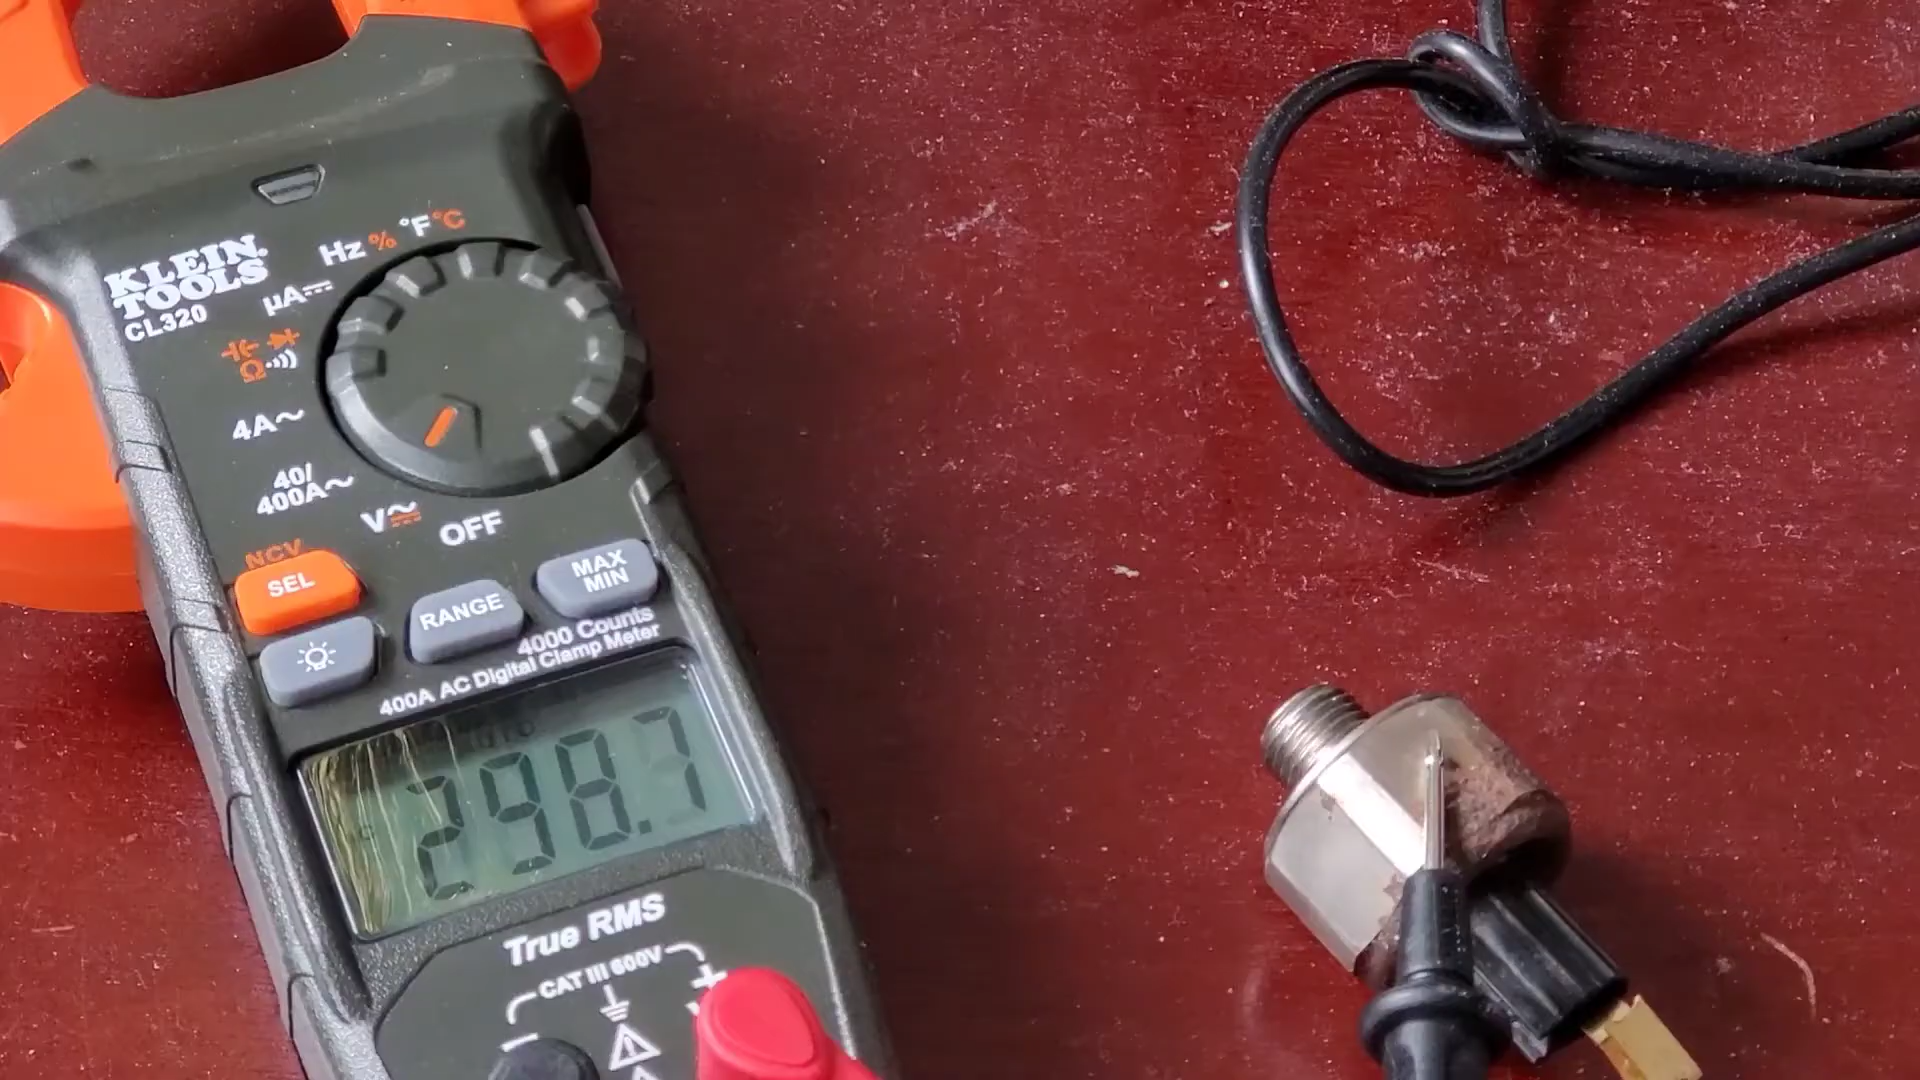 Hz % °F °C
KLEIN
TOOLS
CL320
µA
Ω
4A~
40/
400A~
V
OFF
NCV
SEL
RANGE
MAX
MIN
4000 Counts
400A AC Digital Clamp Meter
298.7
True RMS
CAT III 600V
+
−